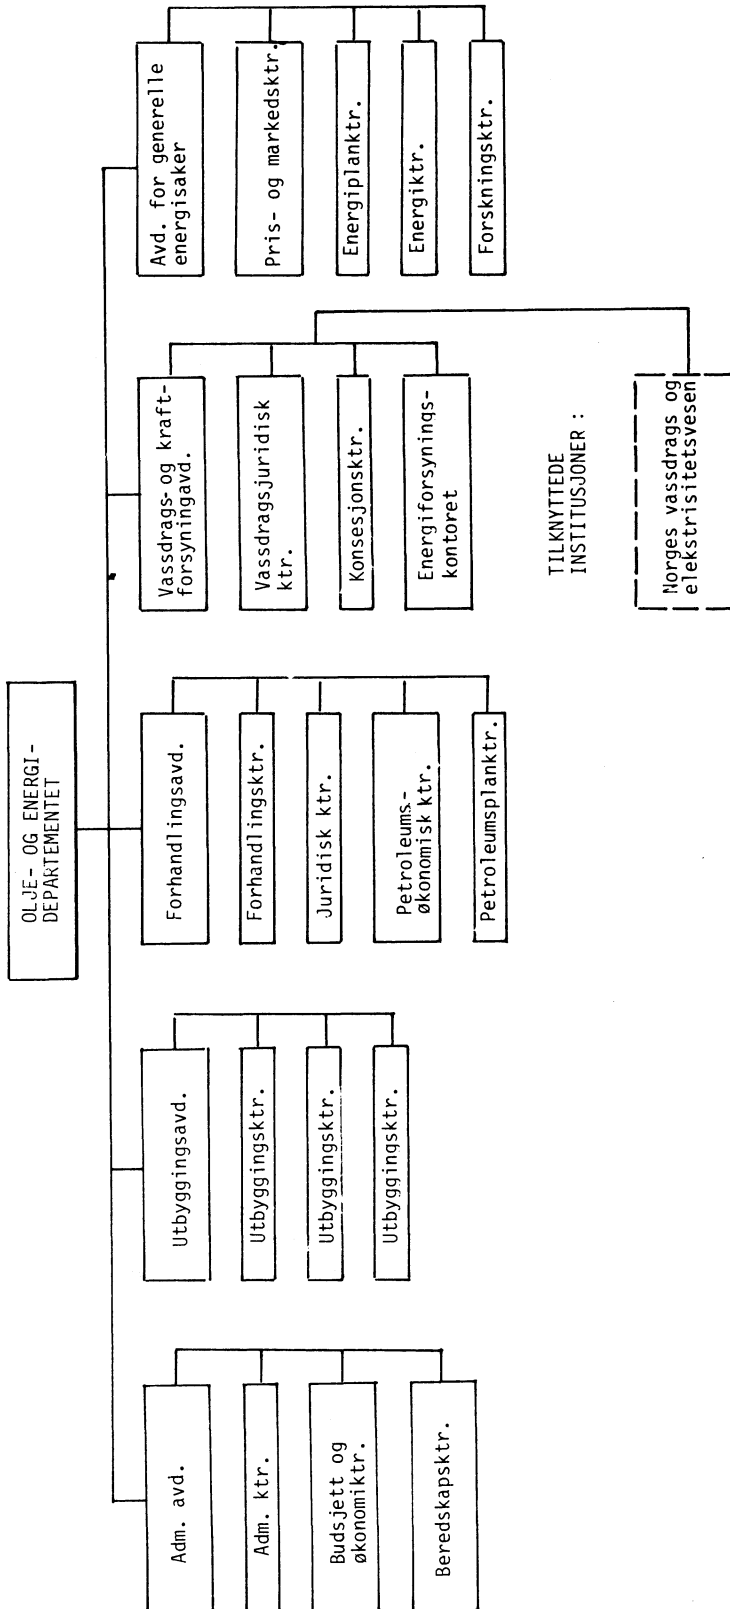 OLJE- OG ENERGI-
DEPARTEMENTET
Adm. avd.
Adm. ktr.
Budsjett og
økonomiktr.
Beredskapsktr.
Utbyggingsavd.
Utbyggingsktr.
Utbyggingsktr.
Utbyggingsktr.
Forhandlingsavd.
Forhandlingsktr.
Juridisk ktr.
Petroleums-
økonomisk ktr.
Petroleumsplanktr.
Vassdrags- og kraft-
forsyningavd.
Vassdragsjuridisk
ktr.
Konsesjonsktr.
Energiforsynings-
kontoret
TILKNYTTEDE
INSTITUSJONER :
Norges vassdrags og
elekstrisitetsvesen
Avd. for generelle
energisaker
Pris- og markedsktr.
Energiplanktr.
Energiktr.
Forskningsktr.